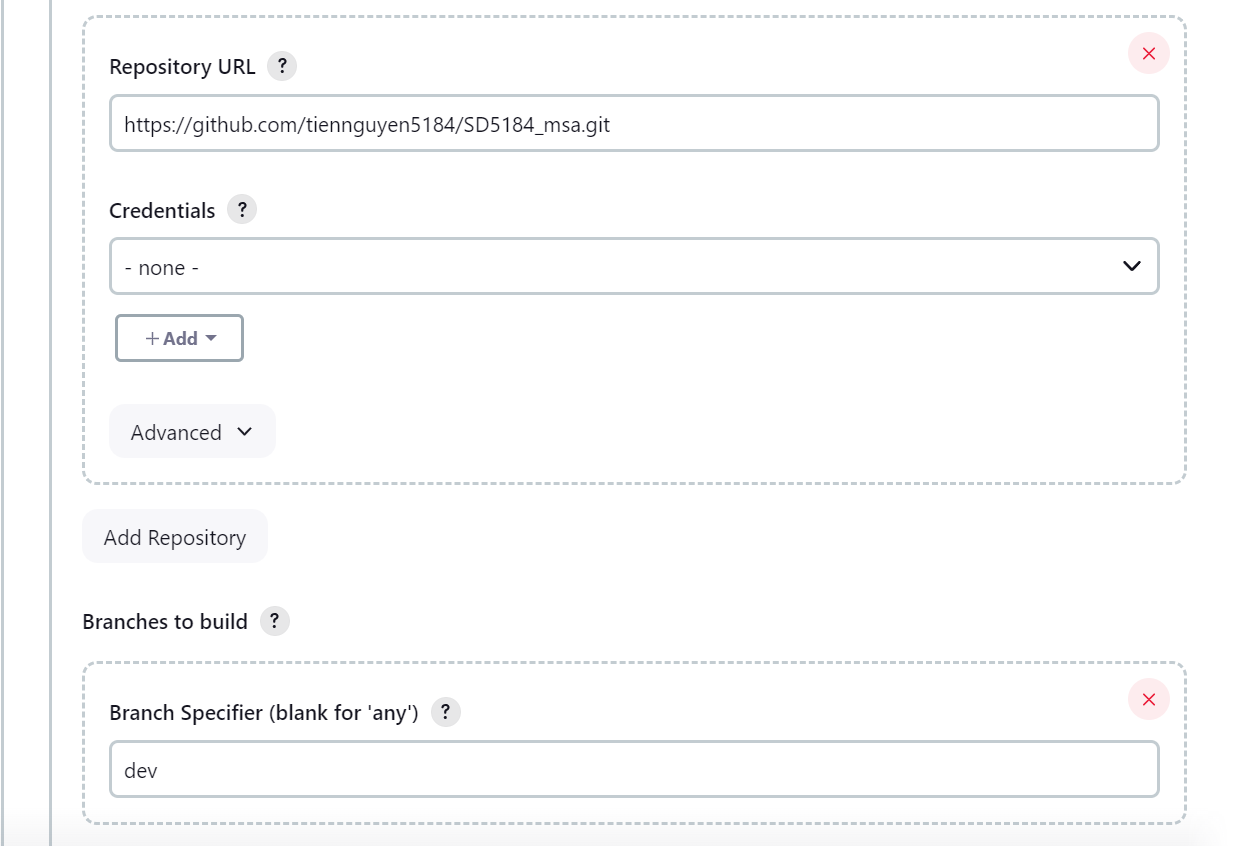 Repository URL ?
https://github.com/tiennguyen5184/SD5184_msa.git
Credentials ?
- none -
+ Add
Advanced
Add Repository
Branches to build ?
Branch Specifier (blank for 'any') ?
dev